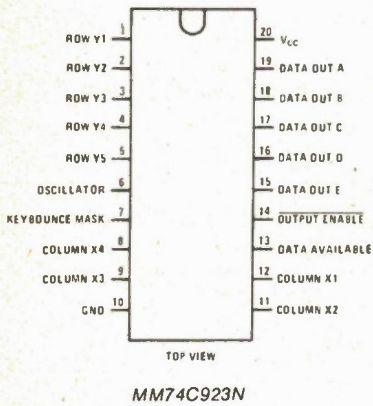 ROW Y1 1
ROW Y2 2
ROW Y3 3
ROW Y4 4
ROW Y5 5
OSCILLATOR 6
KEYBOUNCE MASK 7
COLUMN X4 8
COLUMN X3 9
GND 10
20 VCC
19 DATA OUT A
18 DATA OUT B
17 DATA OUT C
16 DATA OUT D
15 DATA OUT E
14 OUTPUT ENABLE
13 DATA AVAILABLE
12 COLUMN X1
11 COLUMN X2
TOP VIEW
MM74C923N